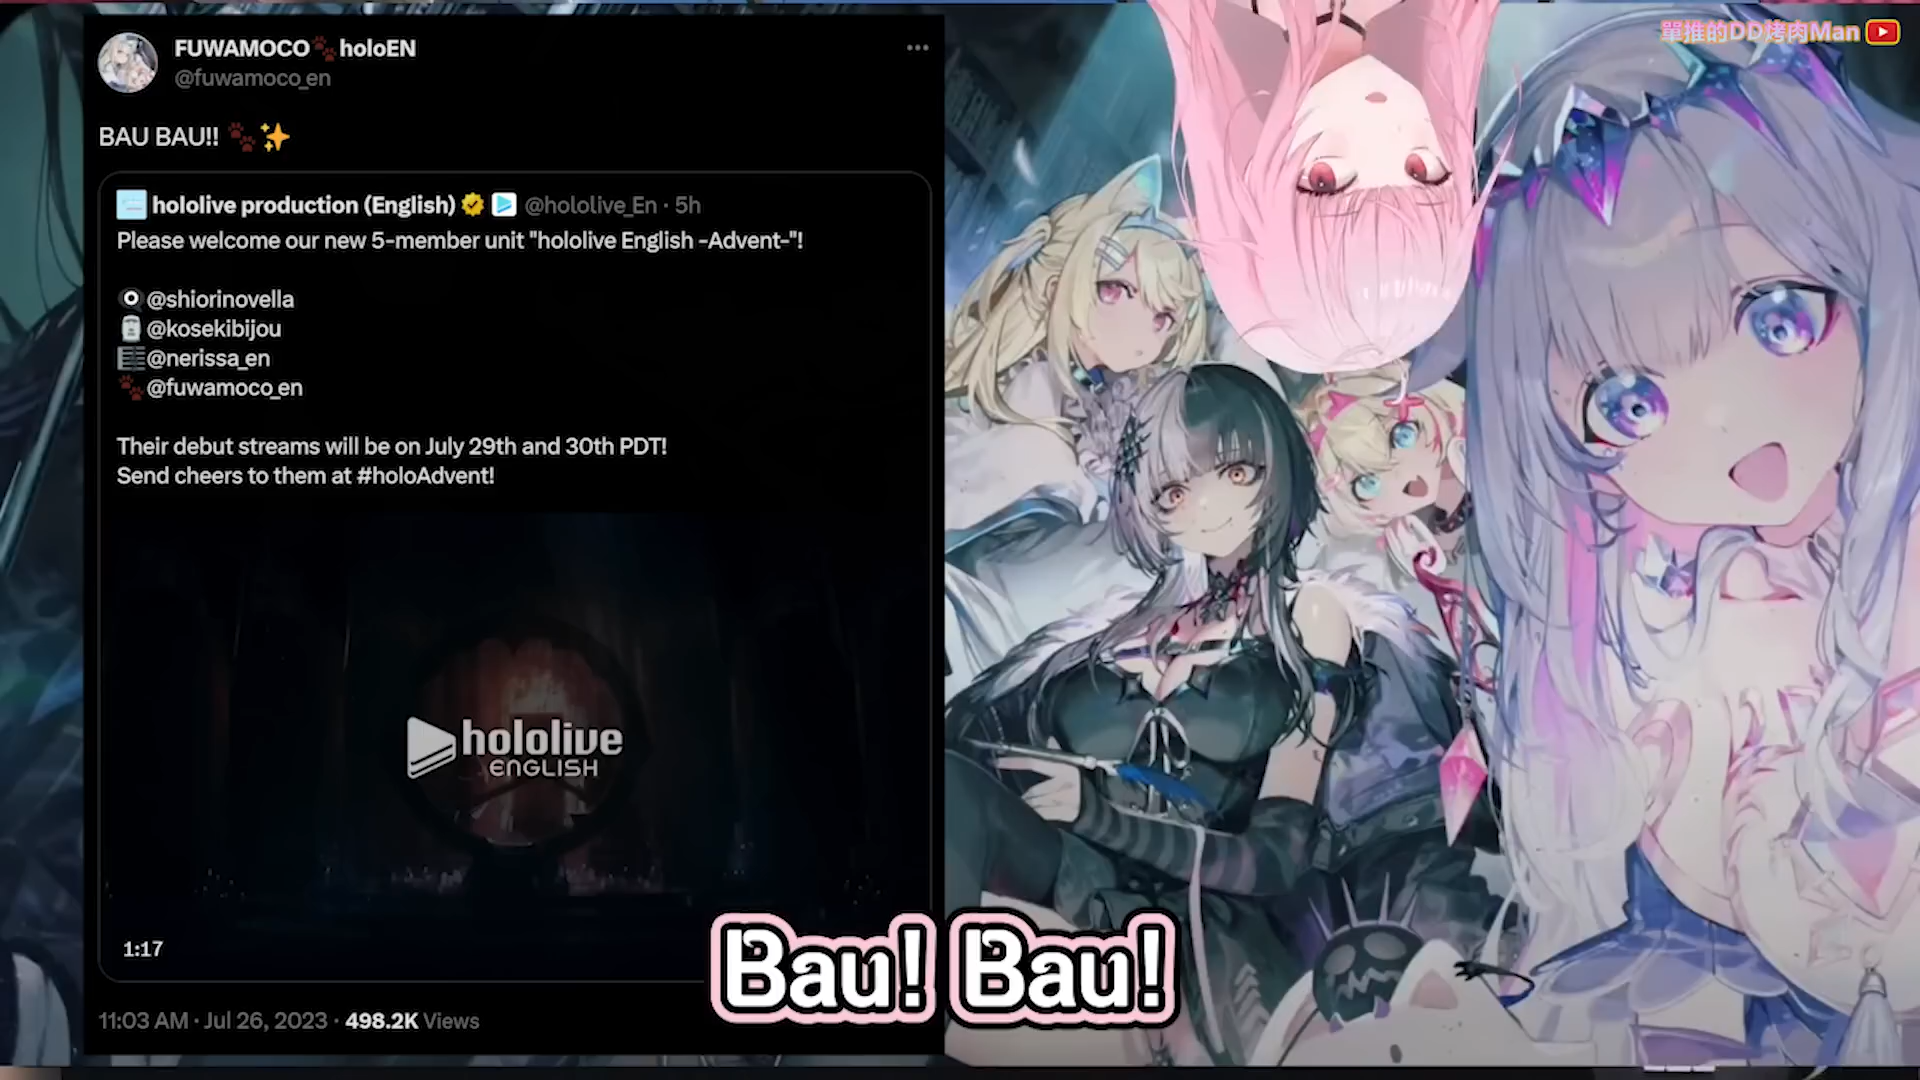 單推的DD烤肉Man
FUWAMOCO🐾holoEN
@fuwamoco_en
BAU BAU!! 🐾✨
hololive production (English) @hololive_En · 5h
Please welcome our new 5-member unit "hololive English -Advent-"!
@shiorinovella
@kosekibijou
@nerissa_en
@fuwamoco_en
Their debut streams will be on July 29th and 30th PDT!
Send cheers to them at #holoAdvent!
hololive
ENGLISH
1:17
Bau! Bau!
11:03 AM · Jul 26, 2023 · 498.2K Views